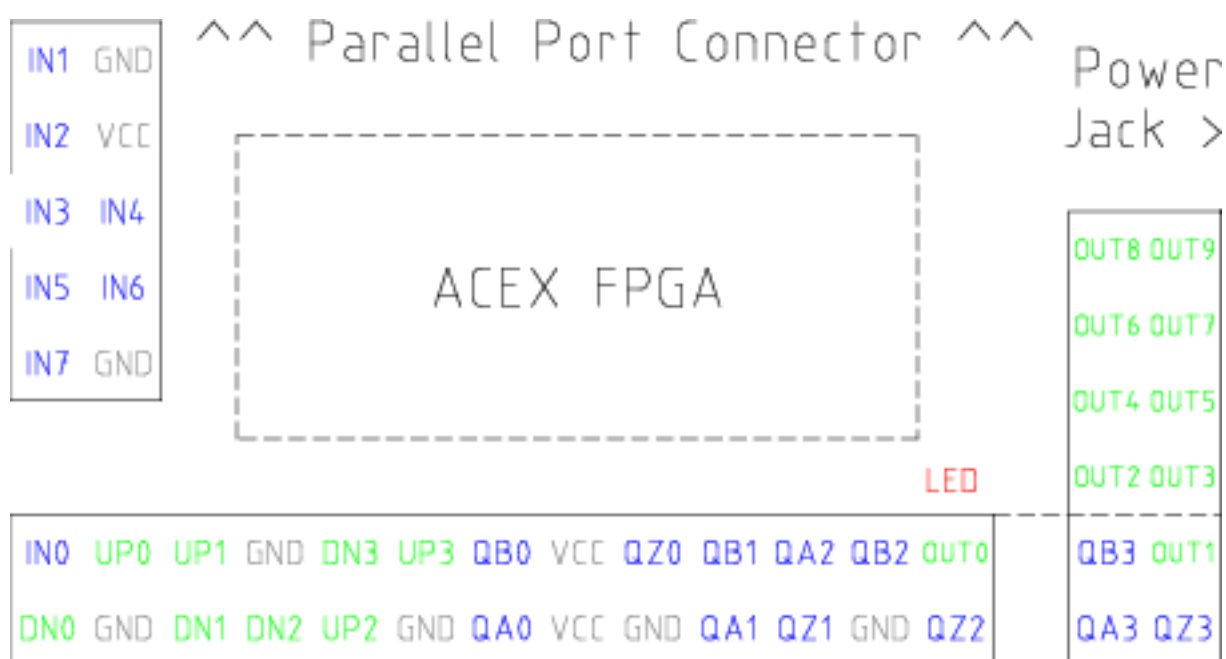 ^^ Parallel Port Connector ^^
Power
Jack >
IN1 GND
IN2 VCC
IN3 IN4
IN5 IN6
IN7 GND
ACEX FPGA
OUT8 OUT9
OUT6 OUT7
OUT4 OUT5
OUT2 OUT3
LED
IN0 UP0 UP1 GND DN3 UP3 QB0 VCC QZ0 QB1 QA2 QB2 OUT0
DN0 GND DN1 DN2 UP2 GND QA0 VCC GND QA1 QZ1 GND QZ2
QB3 OUT1
QA3 QZ3